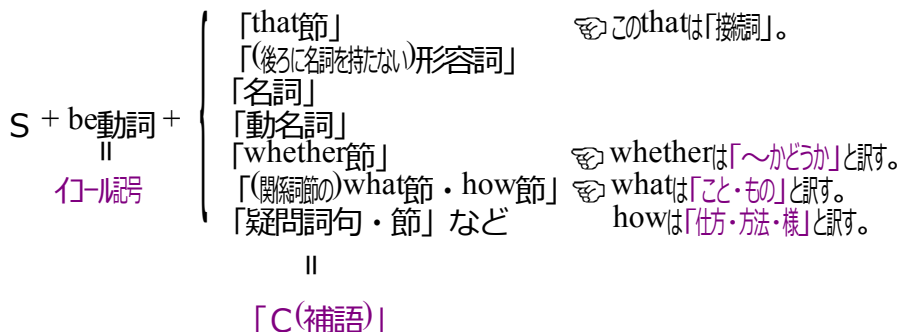 「that節」 ☜ このthatは「接続詞」。
「(後ろに名詞を持たない)形容詞」
「名詞」
S + be動詞 + 「動名詞」
= 「whether節」 ☜ whetherは「～かどうか」と訳す。
イコール記号 「(関係詞節の)what節・how節」 ☜ whatは「こと・もの」と訳す。
「疑問詞句・節」など howは「仕方・方法・様」と訳す。
=
「C(補語)」